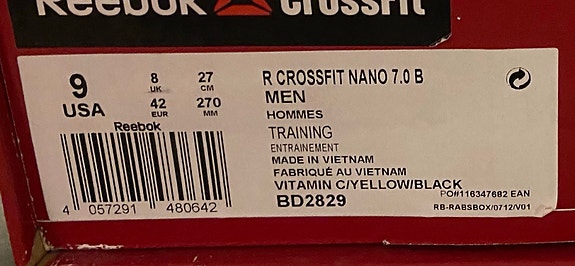 Reebok CROSSFIT
9 USA
8 UK
27 CM
42 EUR
270 MM
Reebok
4 057291 480642
R CROSSFIT NANO 7.0 B
MEN
HOMMES
TRAINING
ENTRAINEMENT
MADE IN VIETNAM
FABRIQUÉ AU VIETNAM
VITAMIN C/YELLOW/BLACK
BD2829
PO#116347682 EAN
RB-RABSBOX/0712/V01